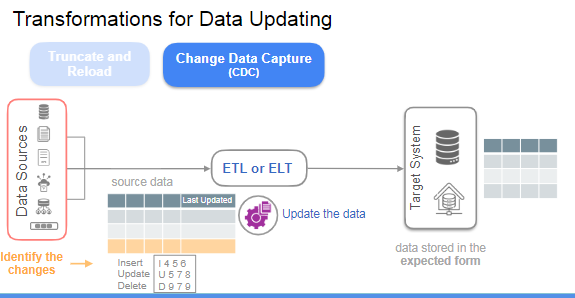 Transformations for Data Updating
Truncate and
Reload
Change Data Capture
(CDC)
Data Sources
ETL or ELT
Target System
source data
Last Updated
Update the data
Identify the
changes
Insert I 4 5 6
Update U 5 7 8
Delete D 9 7 9
data stored in the
expected form